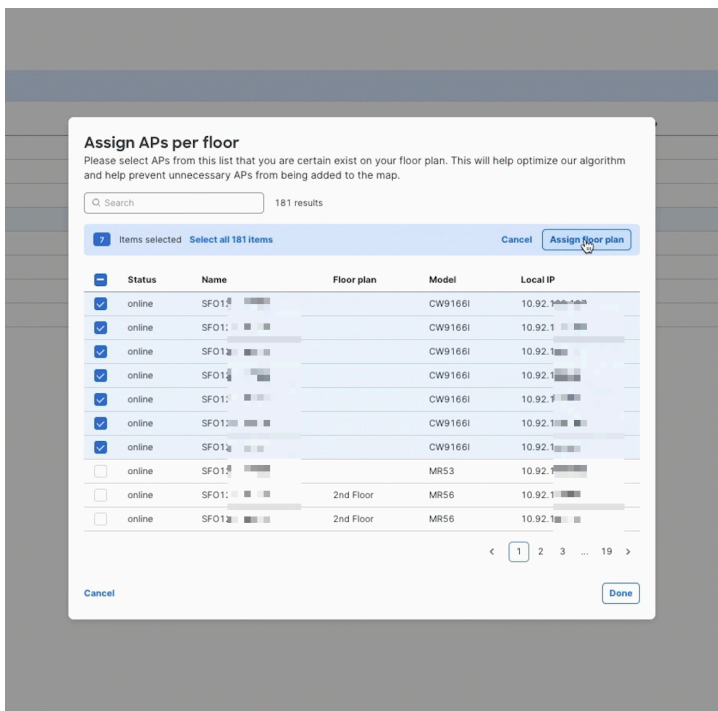 Assign APs per floor
Please select APs from this list that you are certain exist on your floor plan. This will help optimize our algorithm
and help prevent unnecessary APs from being added to the map.
Search 181 results
7 Items selected Select all 181 items Cancel Assign floor plan
Status Name Floor plan Model Local IP
online CW9166I
online CW9166I
online CW9166I
online CW9166I
online CW9166I
online CW9166I
online CW9166I
online MR53
online 2nd Floor MR56
online 2nd Floor MR56
1 2 3 ... 19
Cancel Done